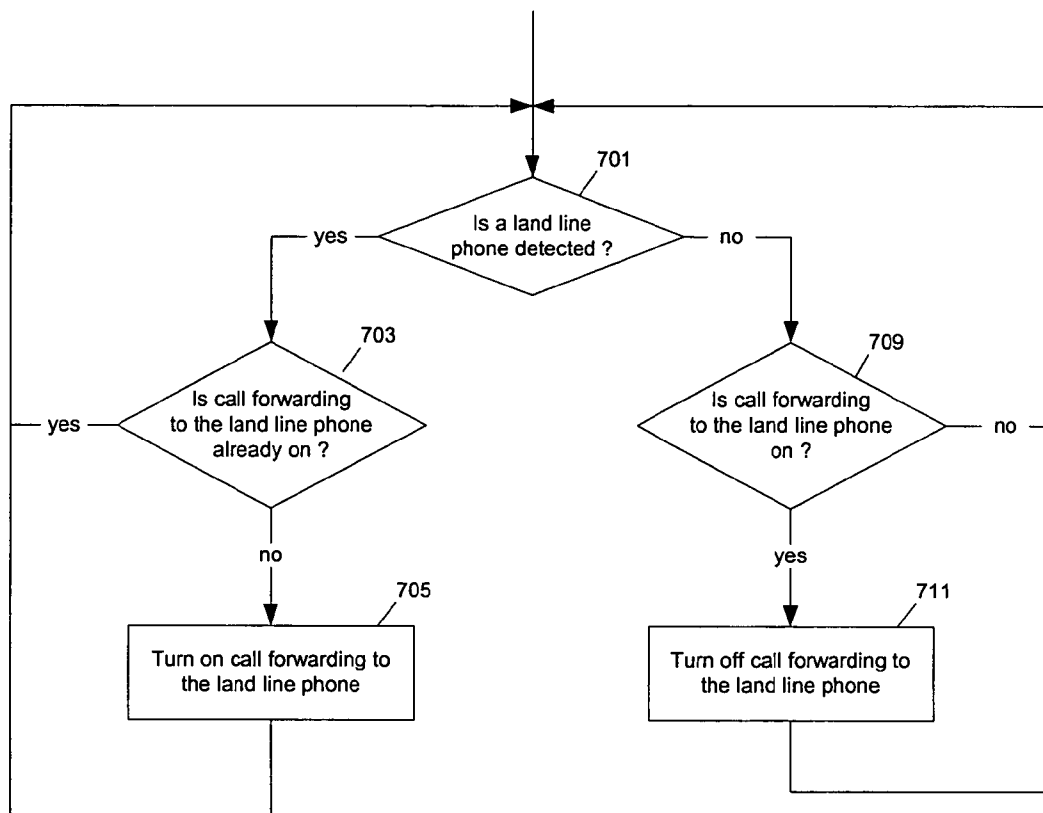 701
Is a land line
phone detected ?
yes
no
703
Is call forwarding
to the land line phone
already on ?
yes
no
709
Is call forwarding
to the land line phone
on ?
no
yes
705
Turn on call forwarding to
the land line phone
711
Turn off call forwarding to
the land line phone